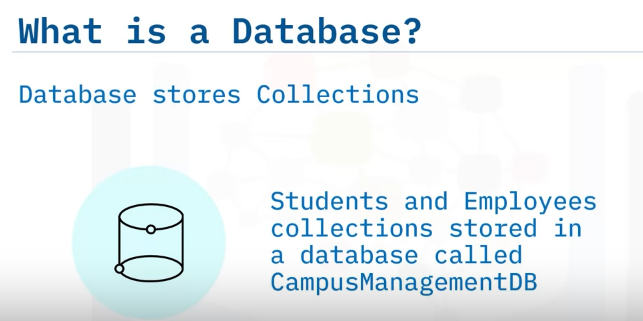 What is a Database?
Database stores Collections
Students and Employees
collections stored in
a database called
CampusManagementDB